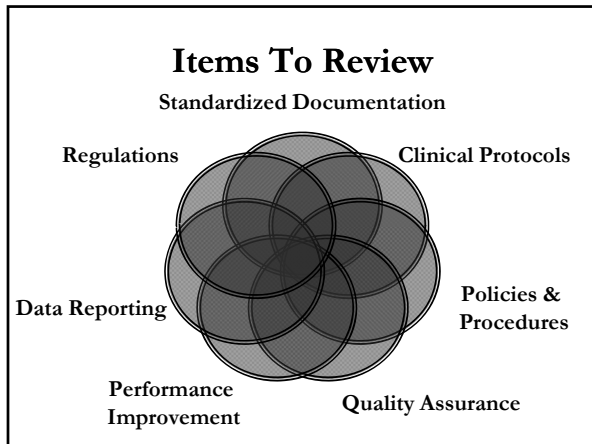 Items To Review
Standardized Documentation
Regulations
Clinical Protocols
Data Reporting
Policies &
Procedures
Performance
Improvement
Quality Assurance